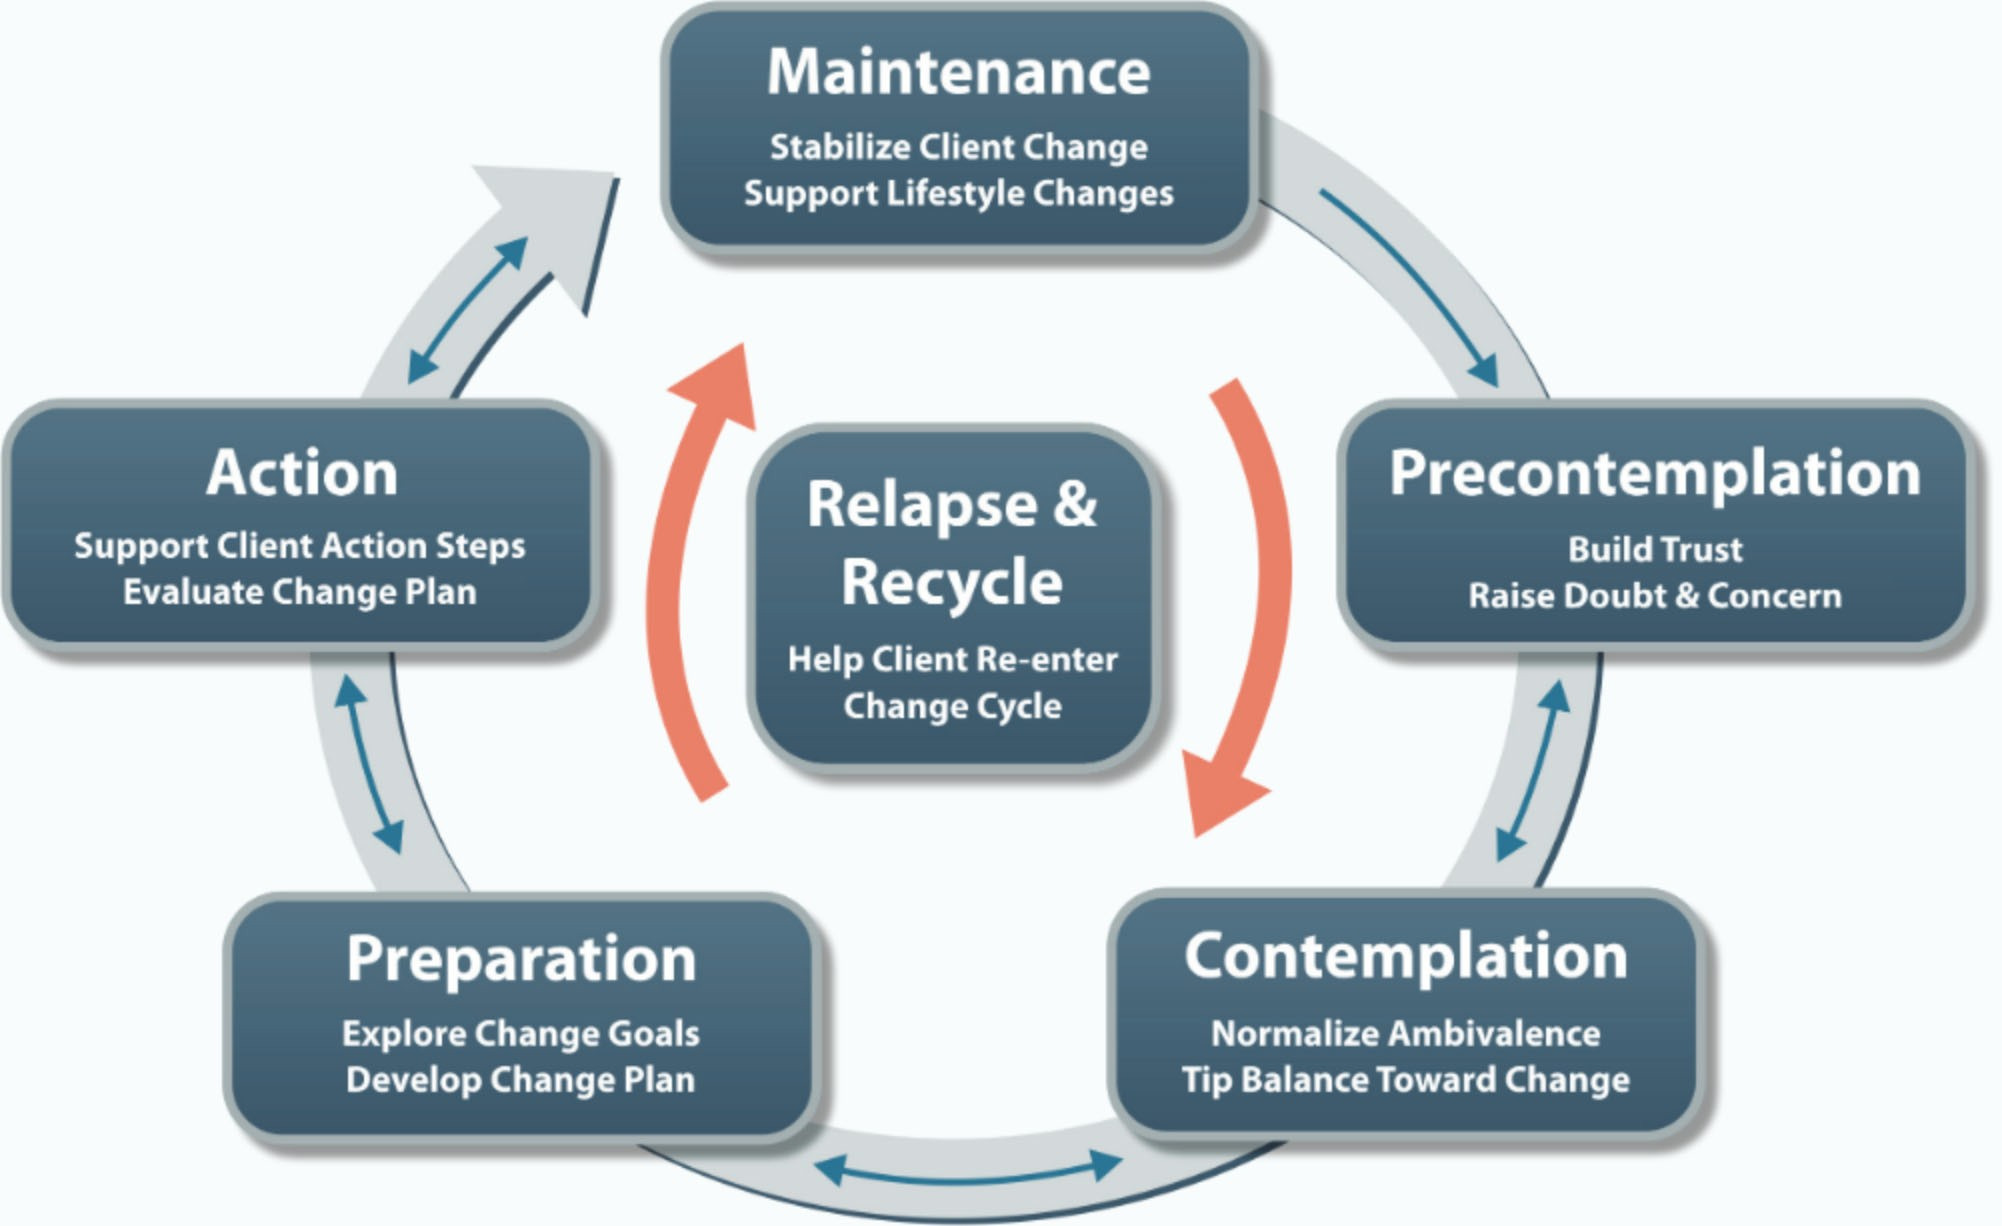 Maintenance
Stabilize Client Change
Support Lifestyle Changes
Precontemplation
Build Trust
Raise Doubt & Concern
Contemplation
Normalize Ambivalence
Tip Balance Toward Change
Preparation
Explore Change Goals
Develop Change Plan
Action
Support Client Action Steps
Evaluate Change Plan
Relapse &
Recycle
Help Client Re-enter
Change Cycle